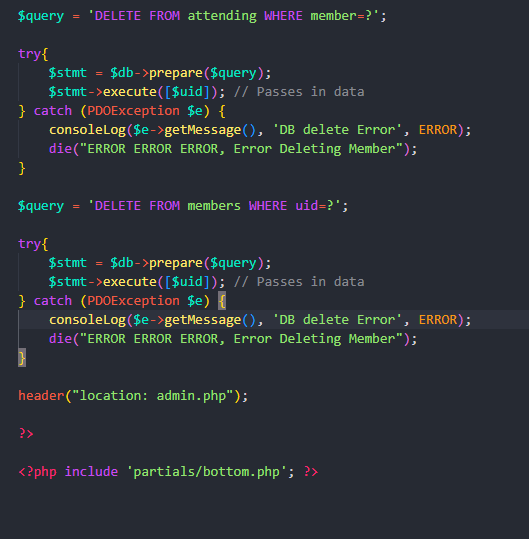 $query = 'DELETE FROM attending WHERE member=?';
try{
$stmt = $db->prepare($query);
$stmt->execute([$uid]); // Passes in data
} catch (PDOException $e) {
consoleLog($e->getMessage(), 'DB delete Error', ERROR);
die("ERROR ERROR ERROR, Error Deleting Member");
}
$query = 'DELETE FROM members WHERE uid=?';
try{
$stmt = $db->prepare($query);
$stmt->execute([$uid]); // Passes in data
} catch (PDOException $e) {
consoleLog($e->getMessage(), 'DB delete Error', ERROR);
die("ERROR ERROR ERROR, Error Deleting Member");
}
header("location: admin.php");
?>
<?php include 'partials/bottom.php'; ?>